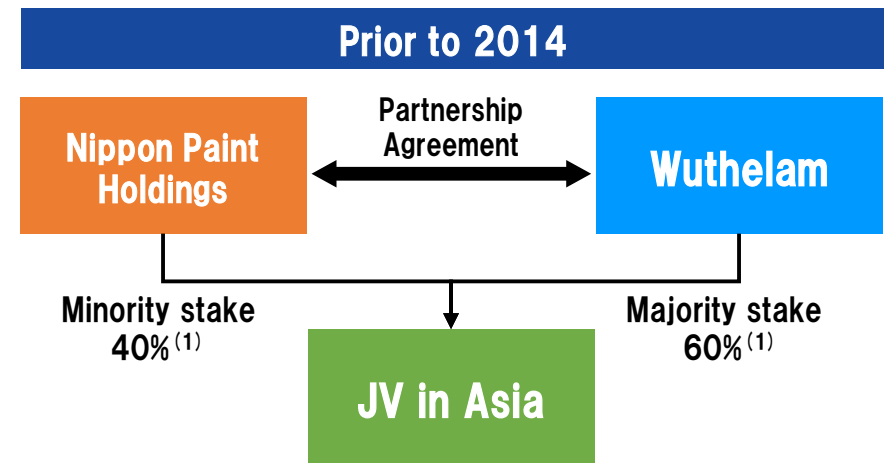 Prior to 2014
Nippon Paint
Holdings
Partnership
Agreement
Wuthelam
Minority stake
40%(1)
Majority stake
60%(1)
JV in Asia